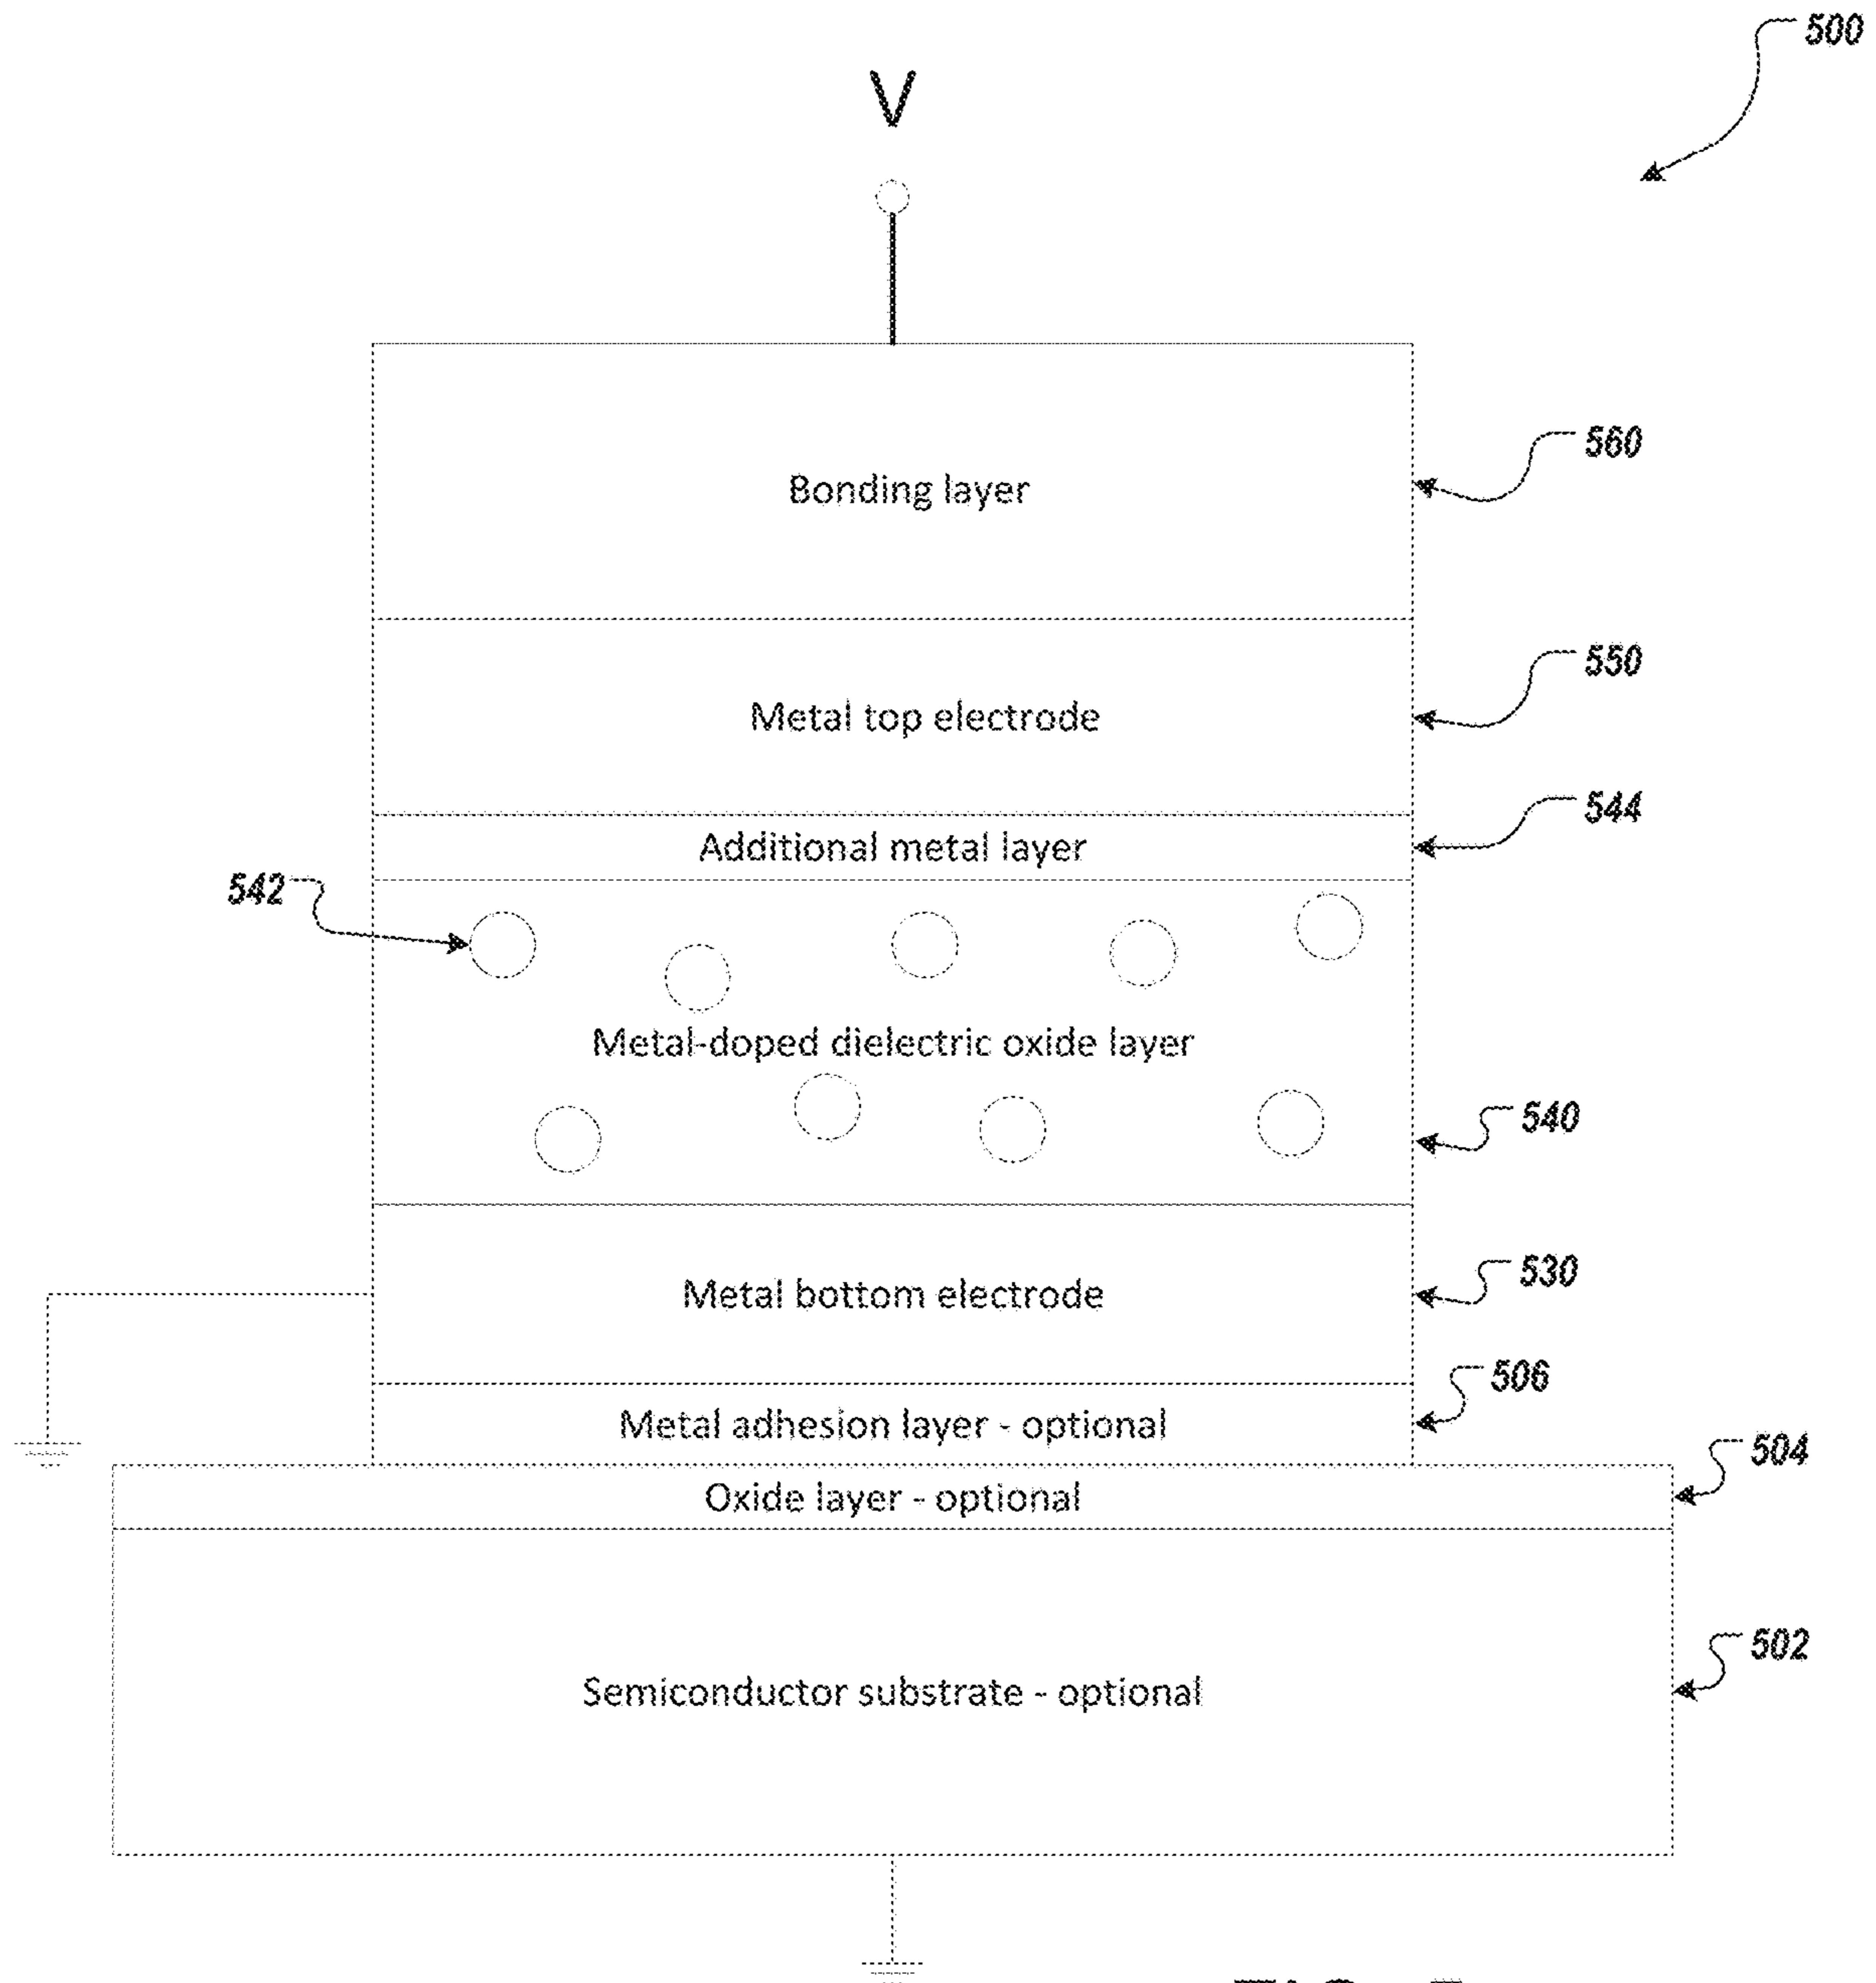 500
V
560
Bonding layer
550
Metal top electrode
544
Additional metal layer
542
Metal-doped dielectric oxide layer
540
530
Metal bottom electrode
506
Metal adhesion layer - optional
504
Oxide layer - optional
502
Semiconductor substrate - optional